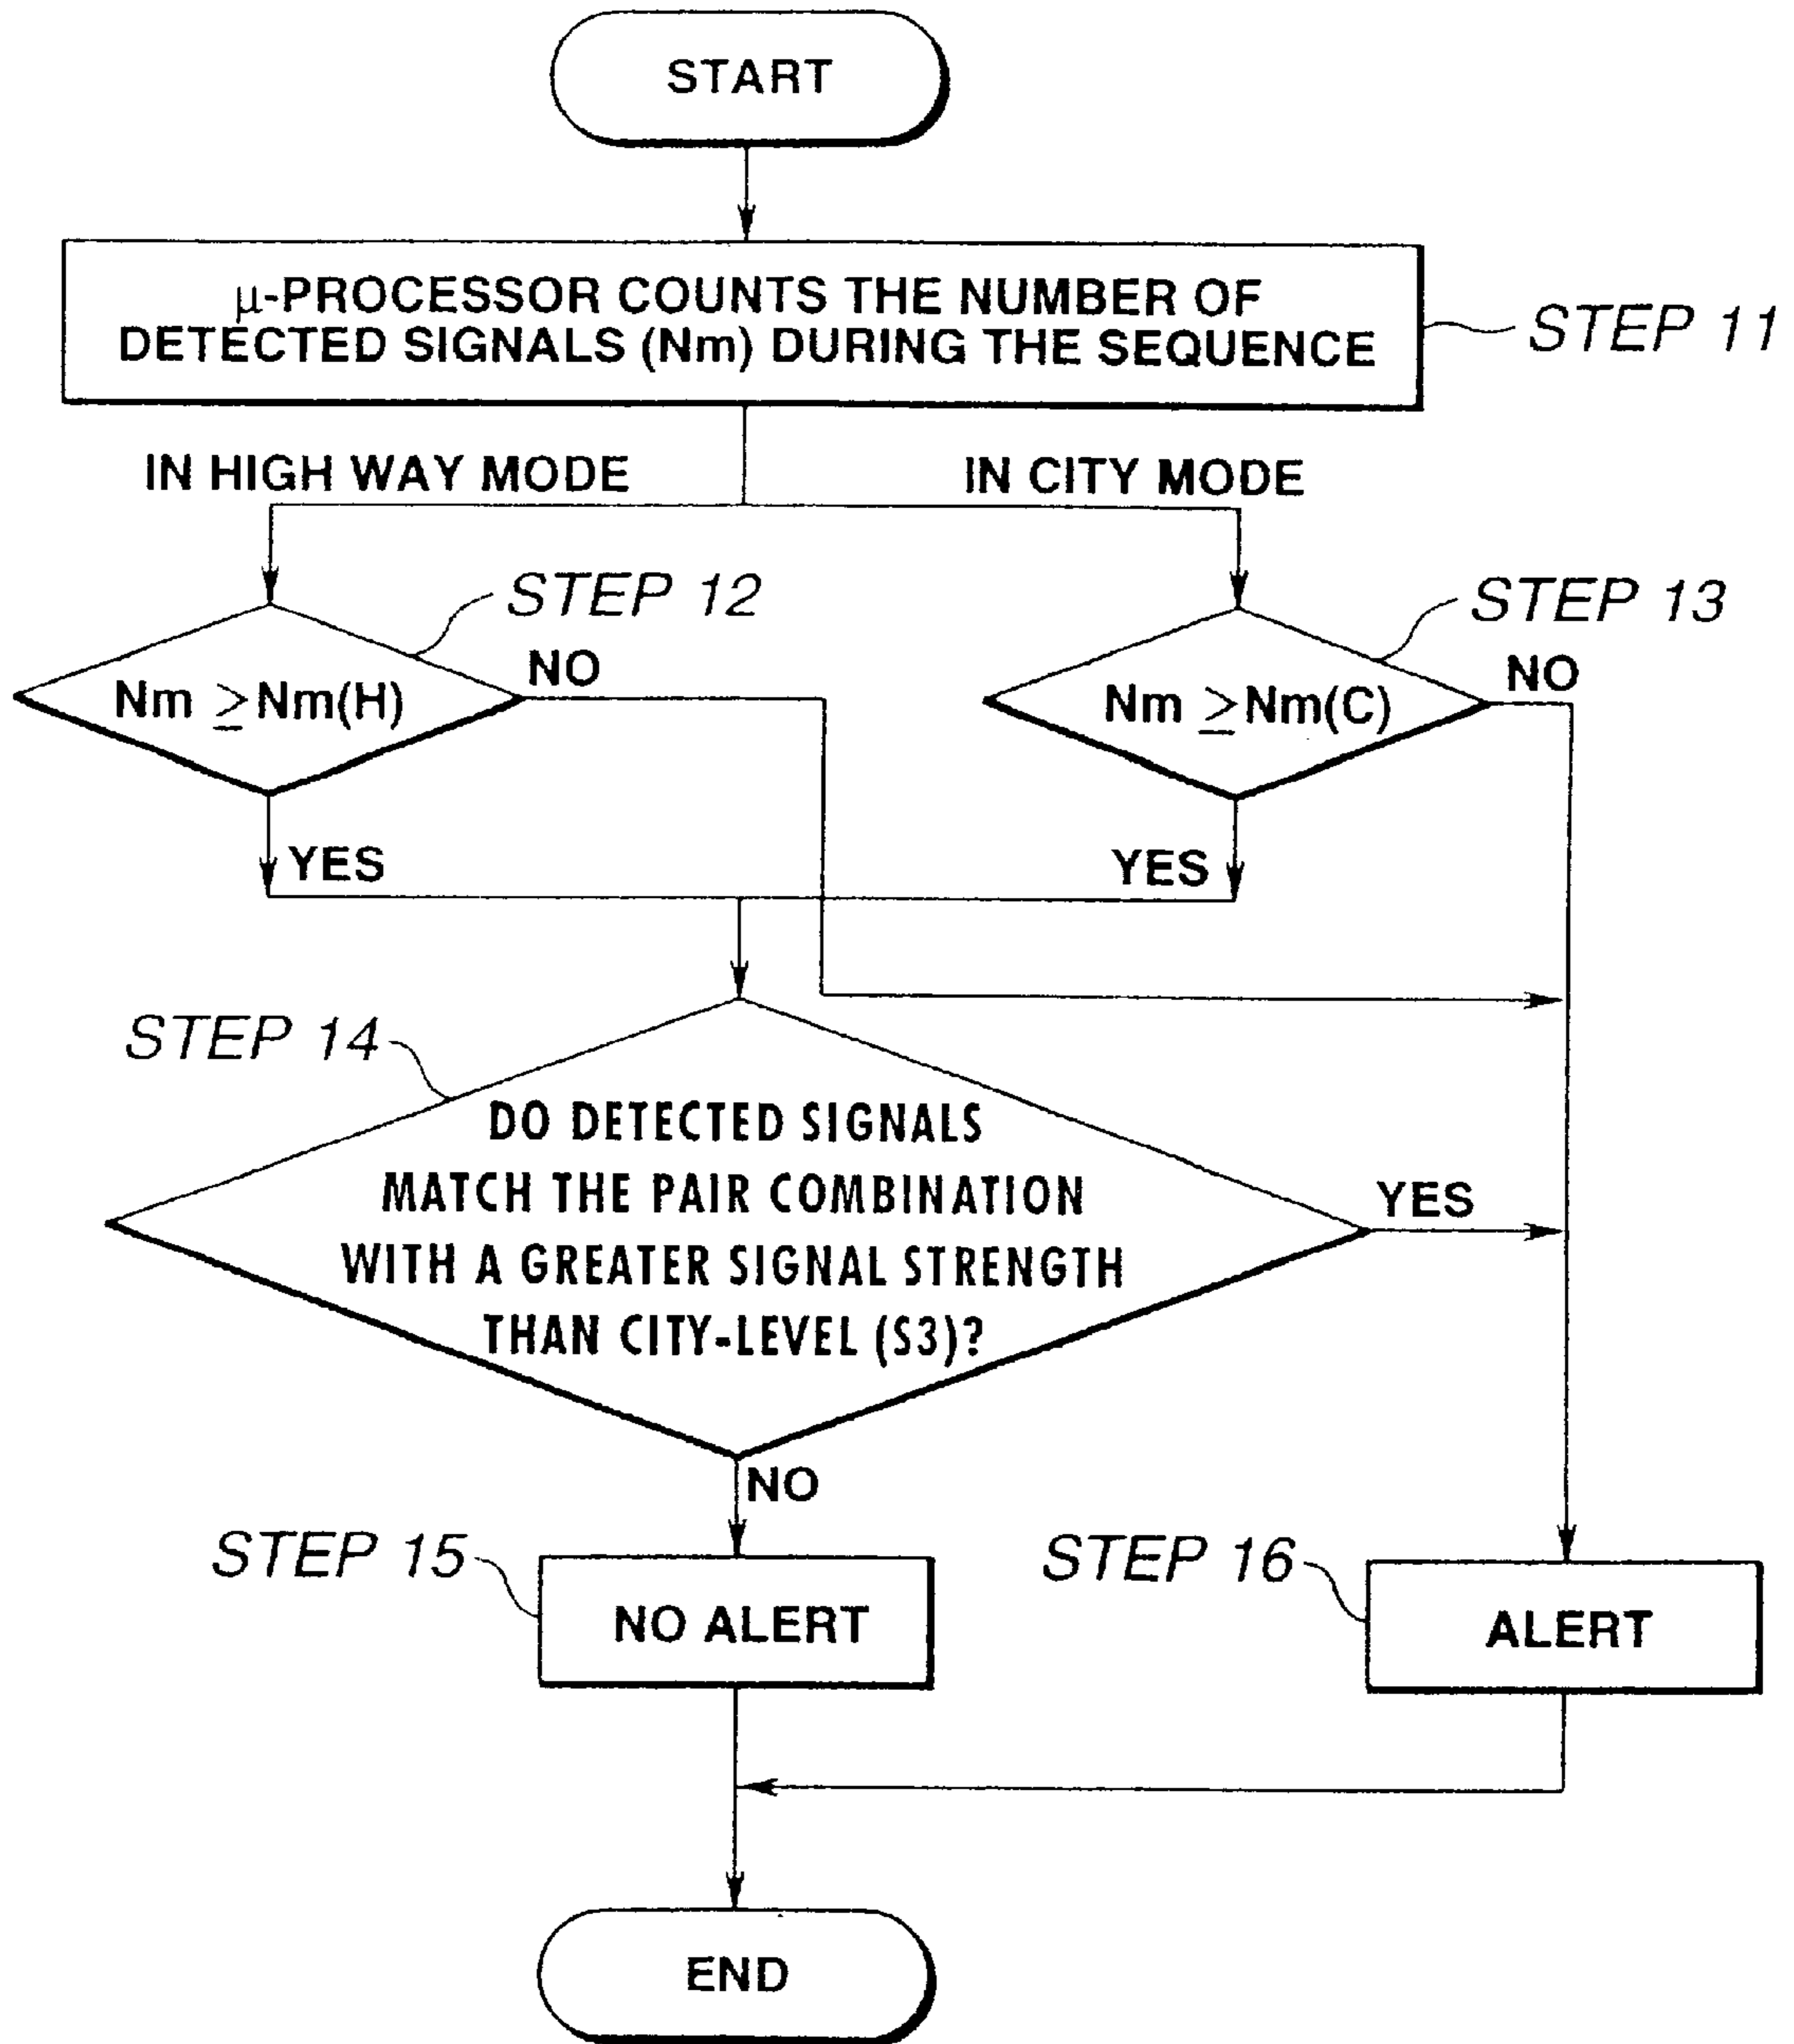 START
µ-PROCESSOR COUNTS THE NUMBER OF
DETECTED SIGNALS (Nm) DURING THE SEQUENCE
STEP 11
IN HIGH WAY MODE
IN CITY MODE
STEP 12
STEP 13
Nm ≥Nm(H)
NO
Nm ≥Nm(C)
NO
YES
YES
STEP 14
DO DETECTED SIGNALS
MATCH THE PAIR COMBINATION
WITH A GREATER SIGNAL STRENGTH
THAN CITY-LEVEL (S3)?
YES
NO
STEP 15
NO ALERT
STEP 16
ALERT
END